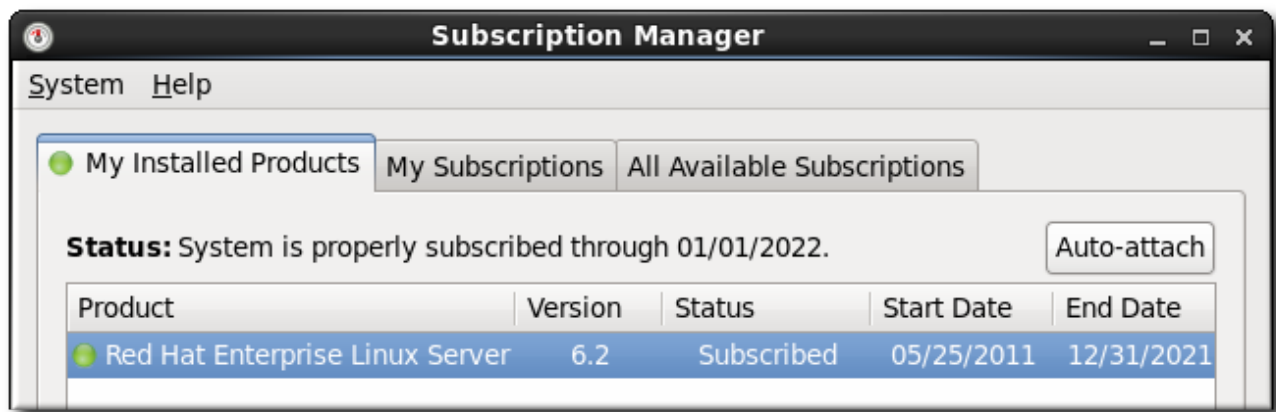 Subscription Manager
System Help
My Installed Products My Subscriptions All Available Subscriptions
Status: System is properly subscribed through 01/01/2022. Auto-attach
Product Version Status Start Date End Date
Red Hat Enterprise Linux Server 6.2 Subscribed 05/25/2011 12/31/2021